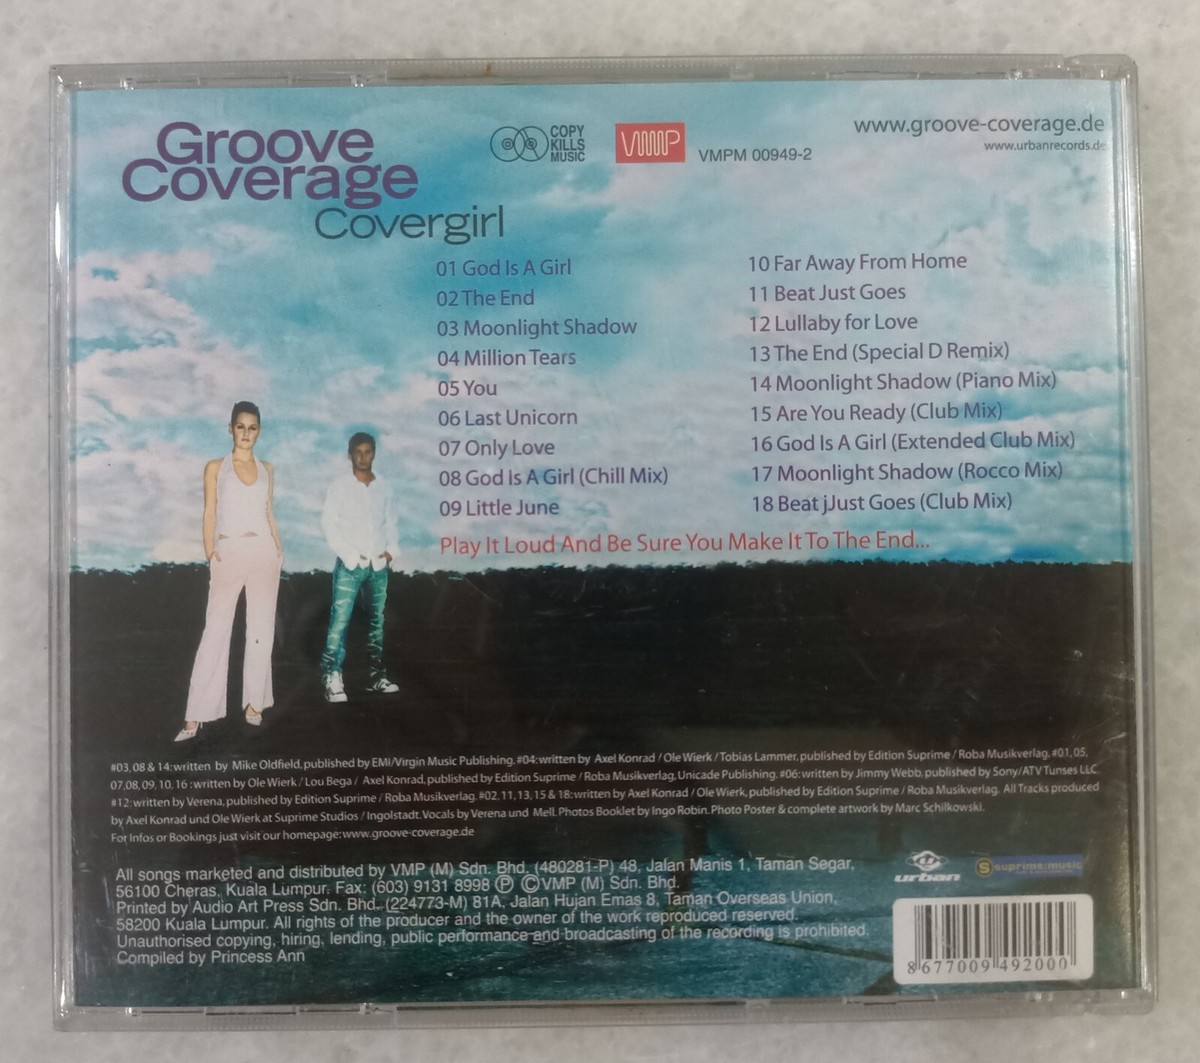 Groove
Coverage
Covergirl
COPY
KILLS
MUSIC
VMP
VMPM 00949-2
www.groove-coverage.de
www.urbanrecords.de
01 God Is A Girl
02 The End
03 Moonlight Shadow
04 Million Tears
05 You
06 Last Unicorn
07 Only Love
08 God Is A Girl (Chill Mix)
09 Little June
10 Far Away From Home
11 Beat Just Goes
12 Lullaby for Love
13 The End (Special D Remix)
14 Moonlight Shadow (Piano Mix)
15 Are You Ready (Club Mix)
16 God Is A Girl (Extended Club Mix)
17 Moonlight Shadow (Rocco Mix)
18 Beat jJust Goes (Club Mix)
Play It Loud And Be Sure You Make It To The End...
#03, 08 & 14: written by Mike Oldfield, published by EMI/Virgin Music Publishing. #04: written by Axel Konrad / Ole Wierk / Tobias Lammer, published by Edition Suprime / Roba Musikverlag. #01, 05,
07, 08, 09, 10, 16 : written by Ole Wierk / Lou Bega / Axel Konrad, published by Edition Suprime / Roba Musikverlag, Unicade Publishing. #06: written by Jimmy Webb, published by Sony/ATV Tunses LLC
#12: written by Verena, published by Edition Suprime / Roba Musikverlag. #02, 11, 13, 15 & 18: written by Axel Konrad / Ole Wierk, published by Edition Suprime / Roba Musikverlag. All Tracks produced
by Axel Konrad und Ole Wierk at Suprime Studios / Ingolstadt. Vocals by Verena und Mell. Photos Booklet by Ingo Robin. Photo Poster & complete artwork by Marc Schilkowski.
For Infos or Bookings just visit our homepage: www.groove-coverage.de
All songs marketed and distributed by VMP (M) Sdn. Bhd. (480281-P) 48, Jalan Manis 1, Taman Segar,
56100 Cheras, Kuala Lumpur. Fax: (603) 9131 8998 Ⓟ ©VMP (M) Sdn. Bhd.
Printed by Audio Art Press Sdn. Bhd. (224773-M) 81A, Jalan Hujan Emas 8, Taman Overseas Union,
58200 Kuala Lumpur. All rights of the producer and the owner of the work reproduced reserved.
Unauthorised copying, hiring, lending, public performance and broadcasting of the recording is prohibited.
Compiled by Princess Ann
urban
suprime:music
8 677009 492000